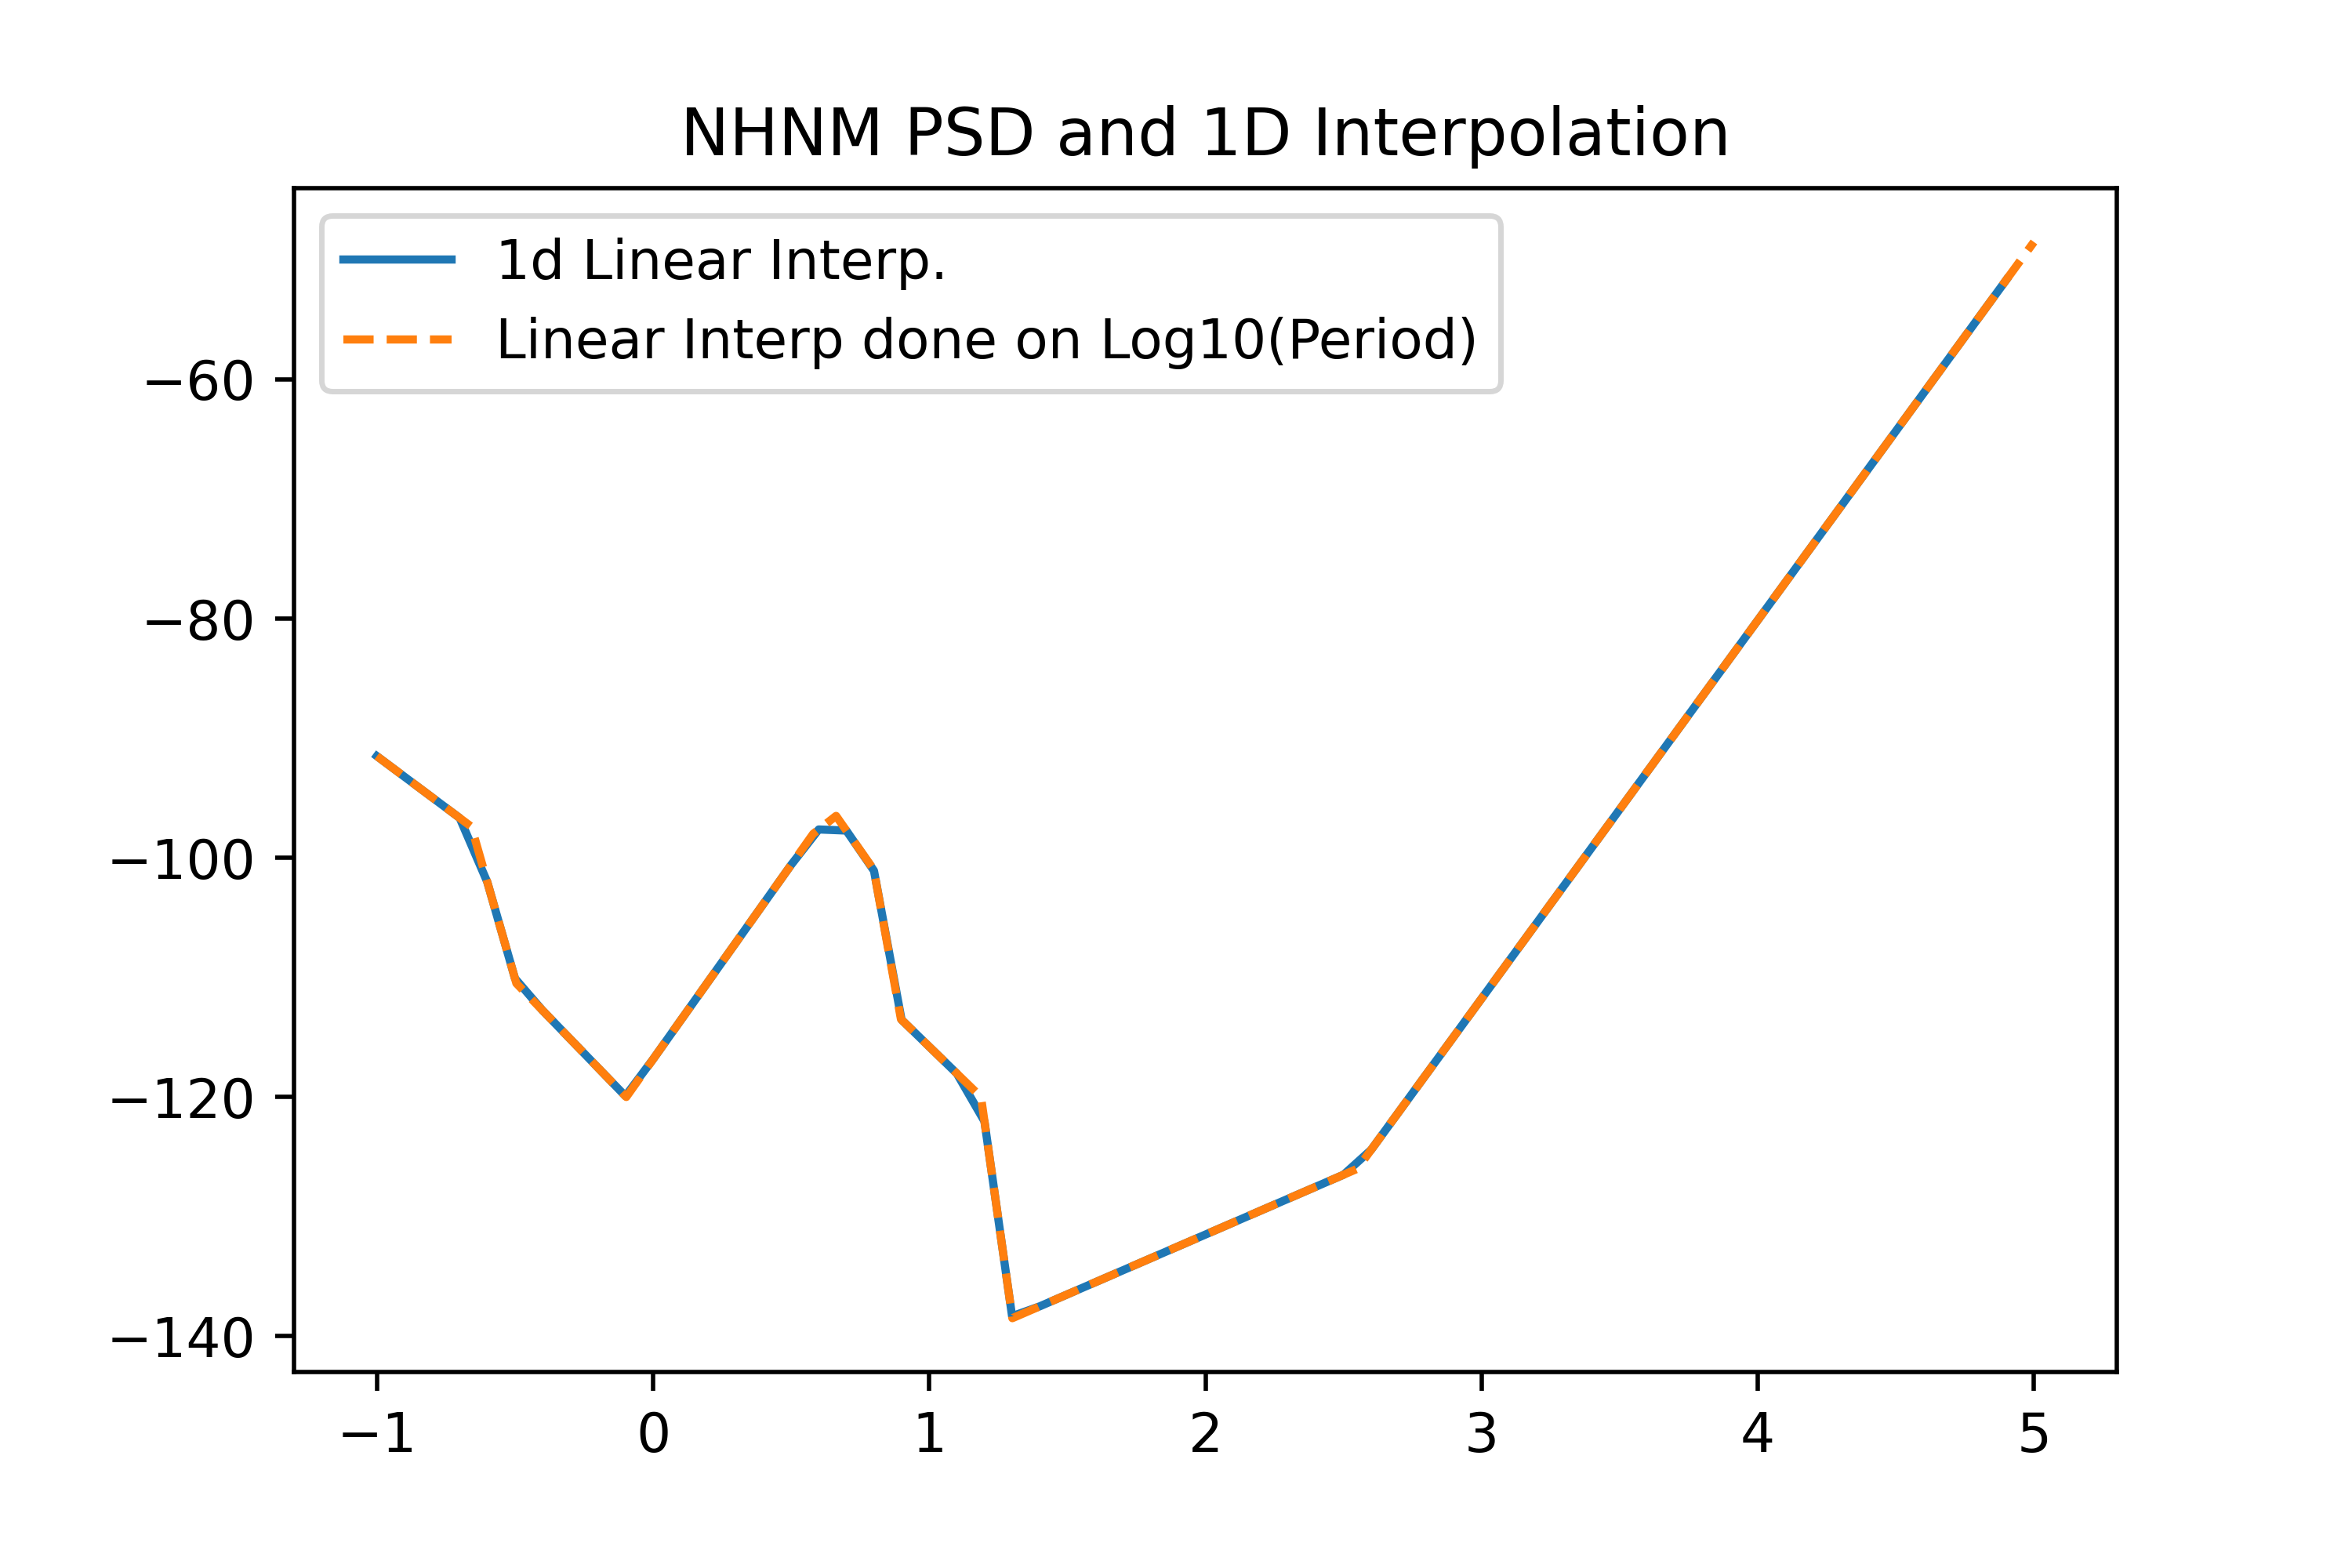 NHNM PSD and 1D Interpolation
1d Linear Interp.
Linear Interp done on Log10(Period)
−60
−80
−100
−120
−140
−1 0 1 2 3 4 5